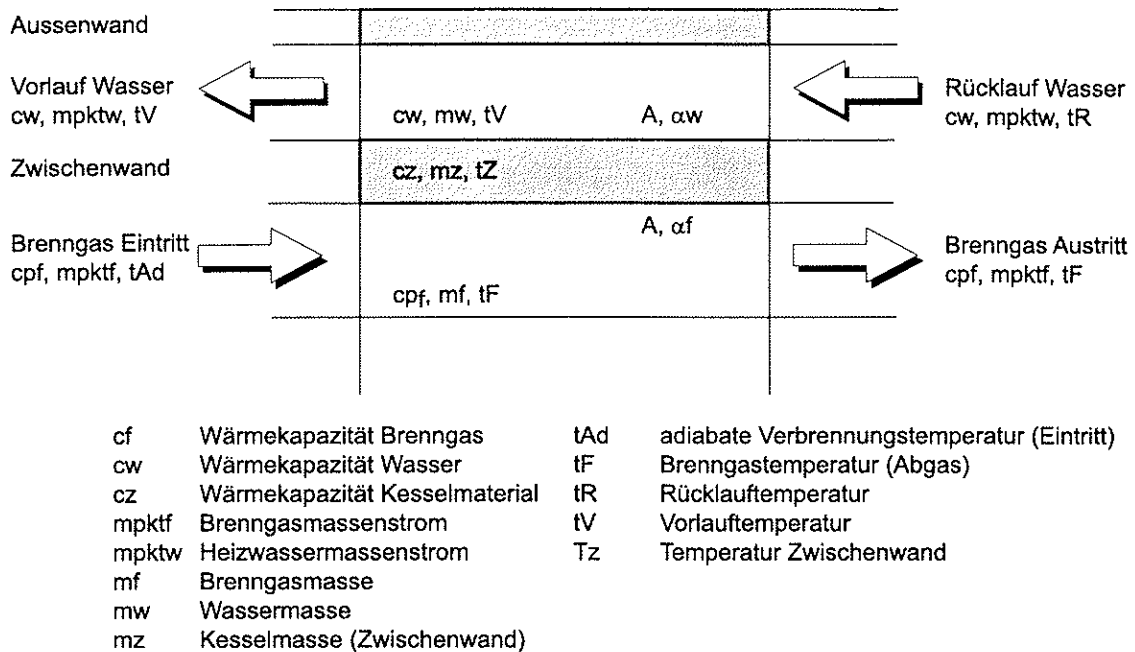 Aussenwand
Vorlauf Wasser
cw, mpktw, tV
cw, mw, tV
A, αw
Rücklauf Wasser
cw, mpktw, tR
Zwischenwand
cz, mz, tZ
Brenngas Eintritt
cpf, mpktf, tAd
A, αf
cpf, mf, tF
Brenngas Austritt
cpf, mpktf, tF
cf Wärmekapazität Brenngas
cw Wärmekapazität Wasser
cz Wärmekapazität Kesselmaterial
mpktf Brenngasmassenstrom
mpktw Heizwassermassenstrom
mf Brenngasmasse
mw Wassermasse
mz Kesselmasse (Zwischenwand)
tAd adiabate Verbrennungstemperatur (Eintritt)
tF Brenngastemperatur (Abgas)
tR Rücklauftemperatur
tV Vorlauftemperatur
Tz Temperatur Zwischenwand